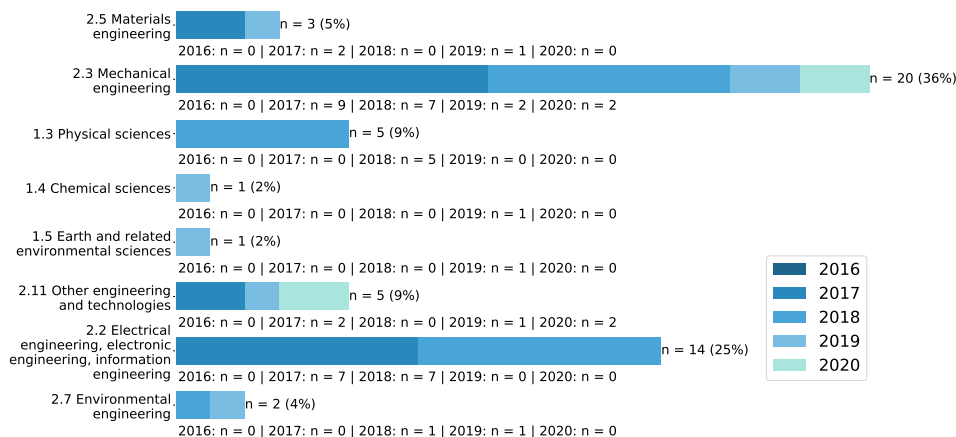 2.5 Materials
engineering
n = 3 (5%)
2016: n = 0 | 2017: n = 2 | 2018: n = 0 | 2019: n = 1 | 2020: n = 0
2.3 Mechanical
engineering
n = 20 (36%)
2016: n = 0 | 2017: n = 9 | 2018: n = 7 | 2019: n = 2 | 2020: n = 2
1.3 Physical sciences
n = 5 (9%)
2016: n = 0 | 2017: n = 0 | 2018: n = 5 | 2019: n = 0 | 2020: n = 0
1.4 Chemical sciences
n = 1 (2%)
2016: n = 0 | 2017: n = 0 | 2018: n = 0 | 2019: n = 1 | 2020: n = 0
1.5 Earth and related
environmental sciences
n = 1 (2%)
2016: n = 0 | 2017: n = 0 | 2018: n = 0 | 2019: n = 1 | 2020: n = 0
2.11 Other engineering
and technologies
n = 5 (9%)
2016: n = 0 | 2017: n = 2 | 2018: n = 0 | 2019: n = 1 | 2020: n = 2
2.2 Electrical
engineering, electronic
engineering, information
engineering
n = 14 (25%)
2016: n = 0 | 2017: n = 7 | 2018: n = 7 | 2019: n = 0 | 2020: n = 0
2.7 Environmental
engineering
n = 2 (4%)
2016: n = 0 | 2017: n = 0 | 2018: n = 1 | 2019: n = 1 | 2020: n = 0
2016
2017
2018
2019
2020